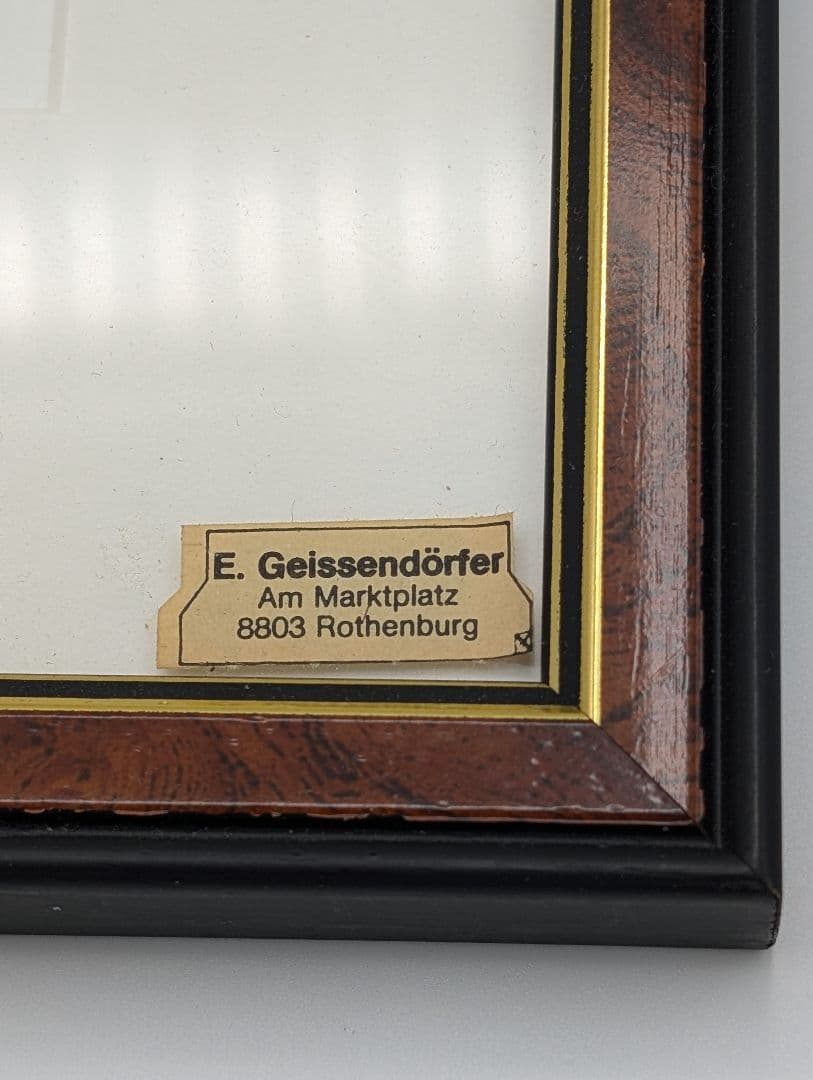 E. Geissendörfer
Am Marktplatz
8803 Rothenburg